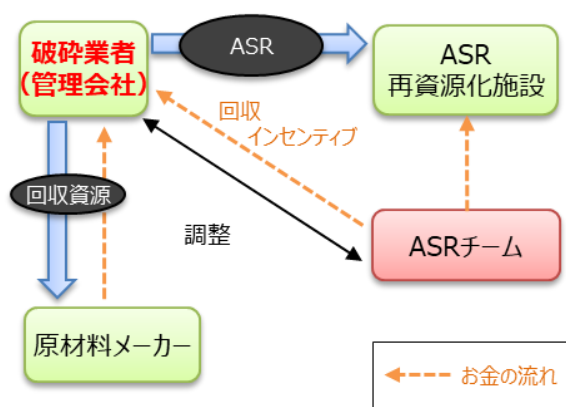 破砕業者
(管理会社)
ASR
ASR
再資源化施設
回収
インセンティブ
回収資源
調整
ASRチーム
原材料メーカー
お金の流れ